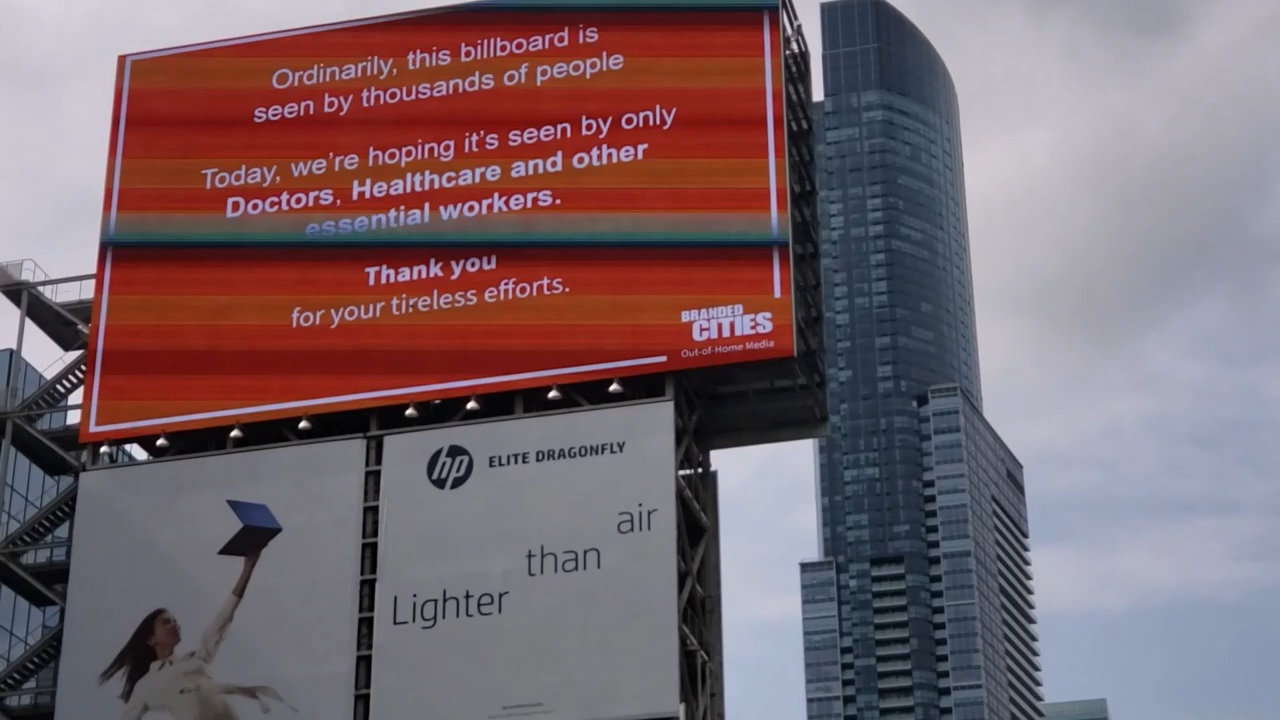 Ordinarily, this billboard is
seen by thousands of people
Today, we're hoping it's seen by only
Doctors, Healthcare and other
essential workers.
Thank you
for your tireless efforts.
BRANDED
CITIES
Out-of-Home Media
hp ELITE DRAGONFLY
air
than
Lighter